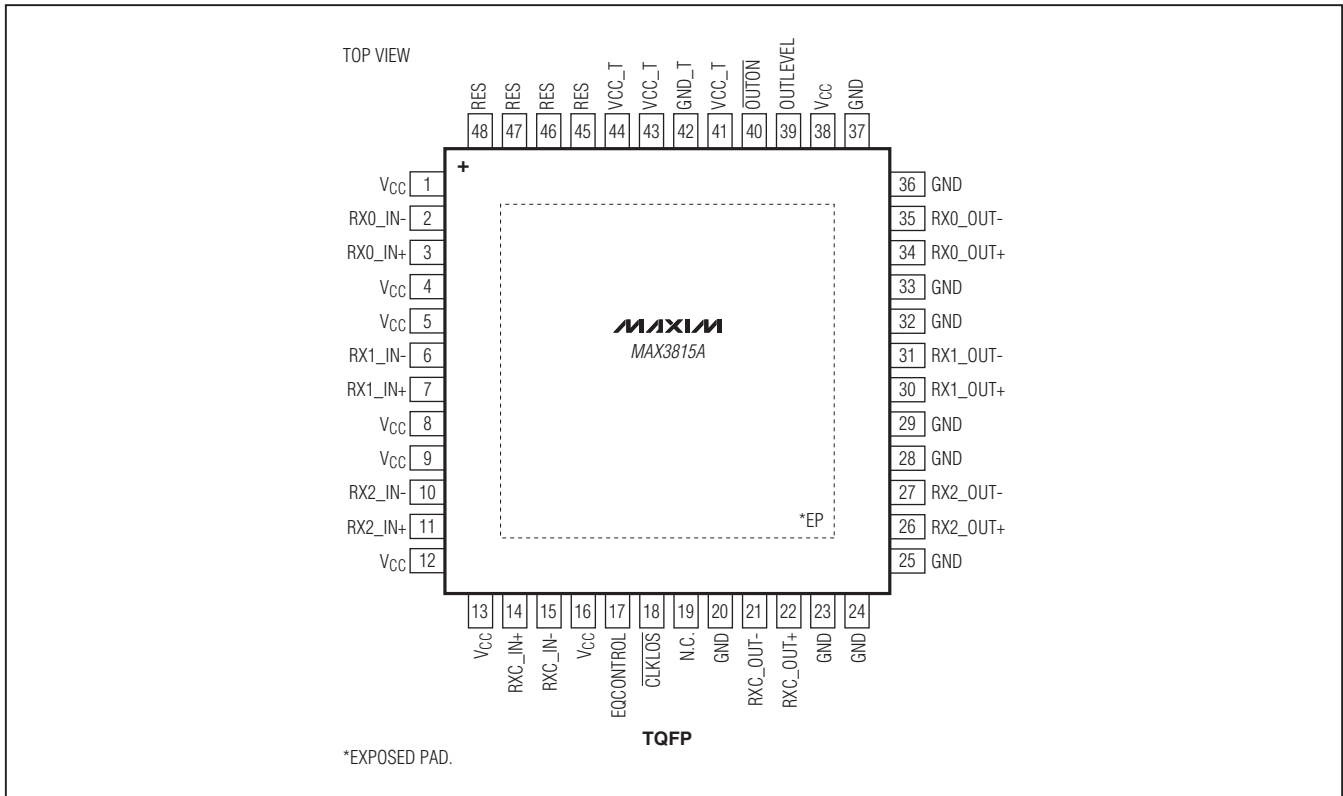 TOP VIEW
RES RES RES RES VCC_T VCC_T GND_T VCC_T OUTON OUTLEVEL VCC GND
48 47 46 45 44 43 42 41 40 39 38 37
+
VCC 1 36 GND
RX0_IN- 2 35 RX0_OUT-
RX0_IN+ 3 34 RX0_OUT+
VCC 4 33 GND
VCC 5 32 GND
MAXIM
MAX3815A
RX1_IN- 6 31 RX1_OUT-
RX1_IN+ 7 30 RX1_OUT+
VCC 8 29 GND
VCC 9 28 GND
RX2_IN- 10 27 RX2_OUT-
*EP
RX2_IN+ 11 26 RX2_OUT+
VCC 12 25 GND
13 14 15 16 17 18 19 20 21 22 23 24
VCC RXC_IN+ RXC_IN- VCC EQCONTROL CLKLOS N.C. GND RXC_OUT- RXC_OUT+ GND GND
TQFP
*EXPOSED PAD.